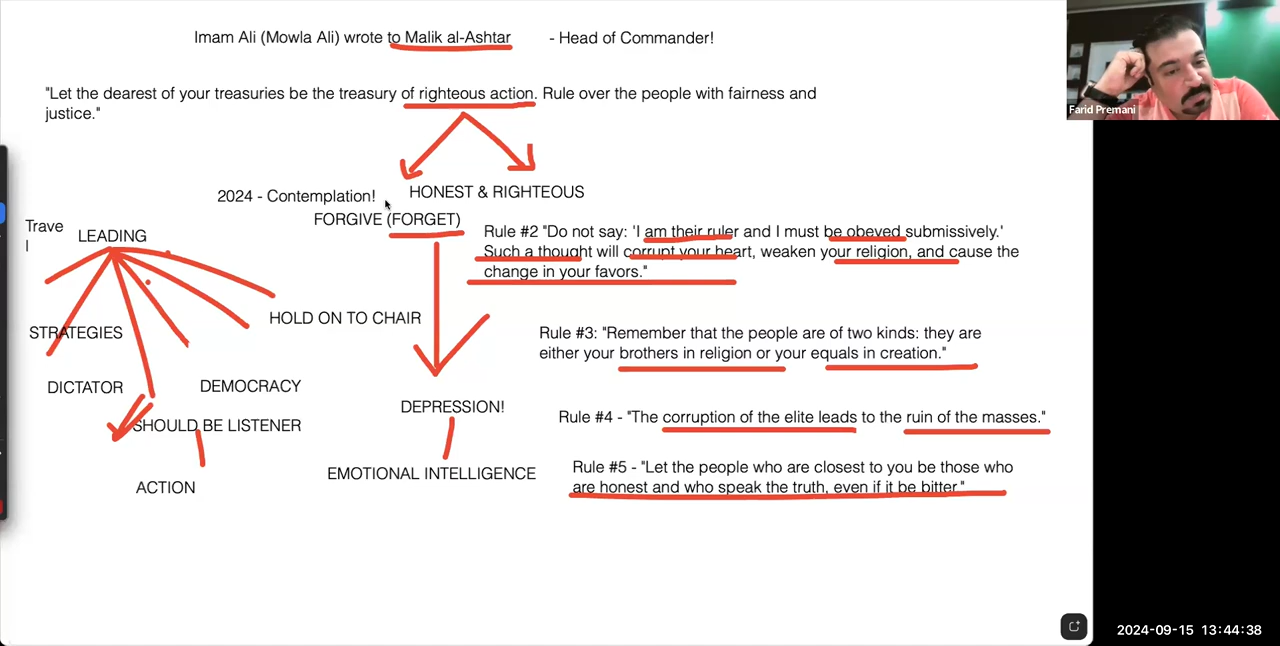 Imam Ali (Mowla Ali) wrote to Malik al-Ashtar - Head of Commander!
"Let the dearest of your treasuries be the treasury of righteous action. Rule over the people with fairness and
justice."
Farid Premani
2024 - Contemplation!
HONEST & RIGHTEOUS
FORGIVE (FORGET)
Trave
l
LEADING
Rule #2 "Do not say: 'I am their ruler and I must be obeyed submissively.'
Such a thought will corrupt your heart, weaken your religion, and cause the
change in your favors."
HOLD ON TO CHAIR
STRATEGIES
Rule #3: "Remember that the people are of two kinds: they are
either your brothers in religion or your equals in creation."
DICTATOR
DEMOCRACY
DEPRESSION!
SHOULD BE LISTENER
Rule #4 - "The corruption of the elite leads to the ruin of the masses."
EMOTIONAL INTELLIGENCE
ACTION
Rule #5 - "Let the people who are closest to you be those who
are honest and who speak the truth, even if it be bitter."
2024-09-15 13:44:38